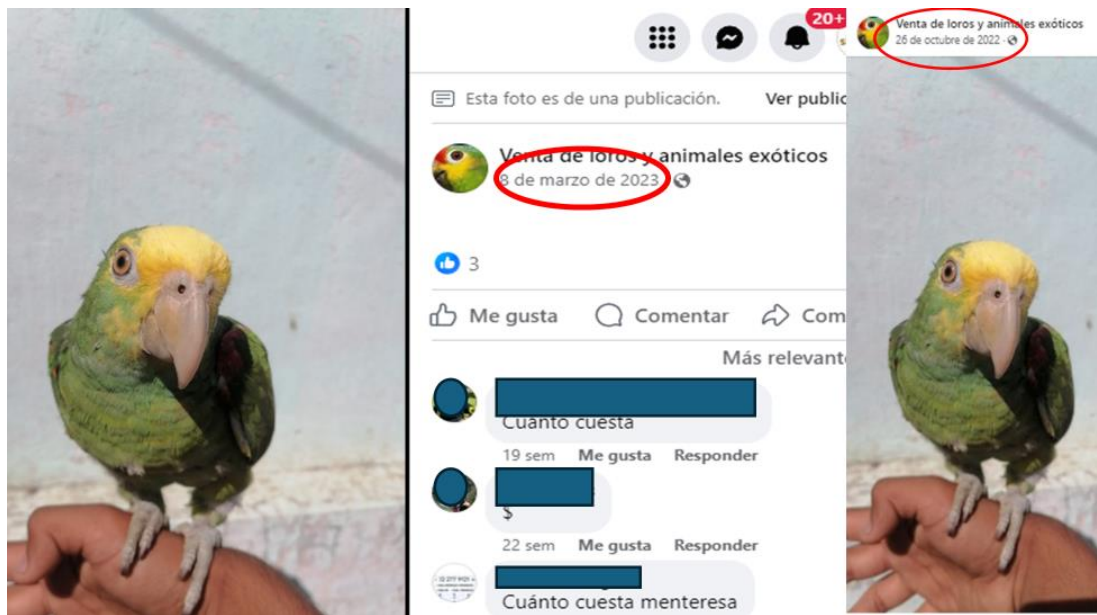 20+
Esta foto es de una publicación. Ver public
Venta de loros y animales exóticos
8 de marzo de 2023
3
Me gusta Comentar Com
Más relevant
Cuánto cuesta
19 sem Me gusta Responder
$
22 sem Me gusta Responder
Cuánto cuesta menteresa
Venta de loros y animales exóticos
26 de octubre de 2022